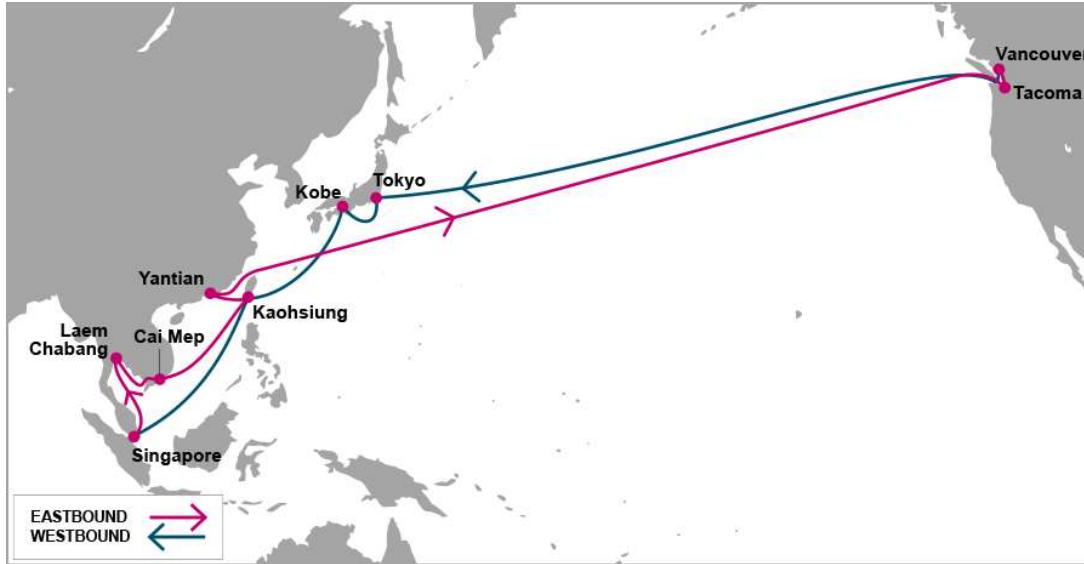 Vancouver
Tacoma
Tokyo
Kobe
Yantian
Kaohsiung
Laem
Chabang
Cai Mep
Singapore
EASTBOUND
WESTBOUND